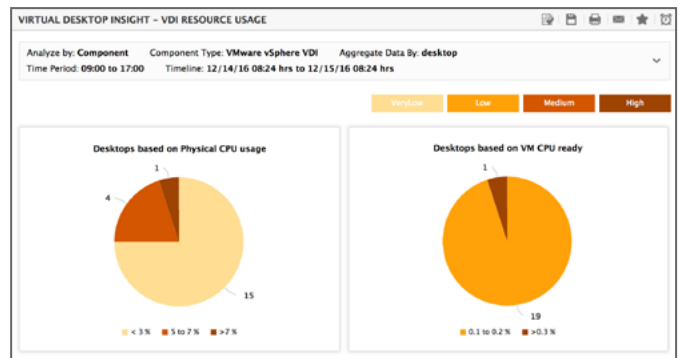 VIRTUAL DESKTOP INSIGHT – VDI RESOURCE USAGE
Analyze by: Component Component Type: VMware vSphere VDI Aggregate Data By: desktop
Time Period: 09:00 to 17:00 Timeline: 12/14/16 08:24 hrs to 12/15/16 08:24 hrs
VeryLow Low Medium High
Desktops based on Physical CPU usage
1
4
15
< 3 % 5 to 7 % >7 %
Desktops based on VM CPU ready
1
19
0.1 to 0.2 % >0.3 %